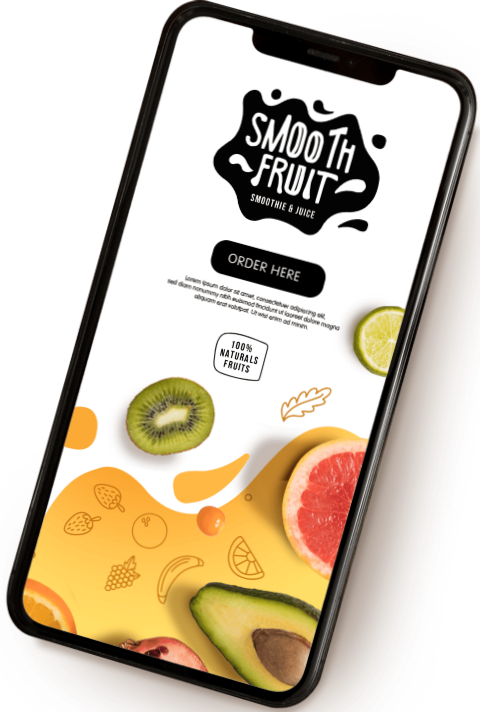 SMOOTH
FRUIT
SMOOTHIE & JUICE
ORDER HERE
Lorem ipsum dolor sit amet, consectetuer adipiscing elit,
sed diam nonummy nibh euismod tincidunt ut laoreet dolore magna
aliquam erat volutpat. Ut wisi enim ad minim
100%
NATURALS
FRUITS